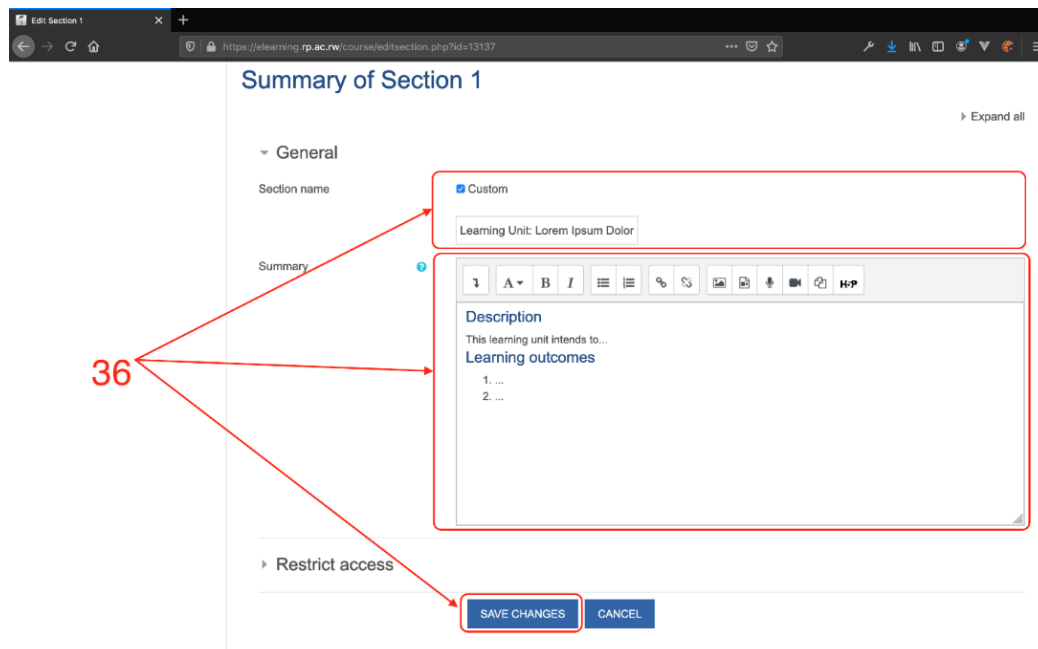 Edit Section 1
https://elearning.rp.ac.rw/course/editsection.php?id=13137
Summary of Section 1
Expand all
General
Section name
Custom
Learning Unit: Lorem Ipsum Dolor
Summary
A B I H-P
Description
This learning unit intends to...
Learning outcomes
1. ...
2. ...
36
Restrict access
SAVE CHANGES CANCEL